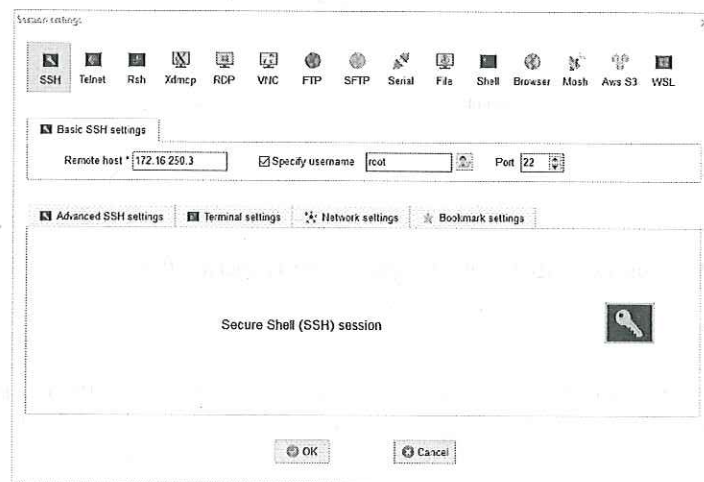 Session settings
SSH Telnet Rsh Xdmcp RDP VNC FTP SFTP Serial File Shell Browser Mosh Aws S3 WSL
Basic SSH settings
Remote host * 172.16.250.3 Specify username root Port 22
Advanced SSH settings Terminal settings Network settings Bookmark settings
Secure Shell (SSH) session
OK Cancel